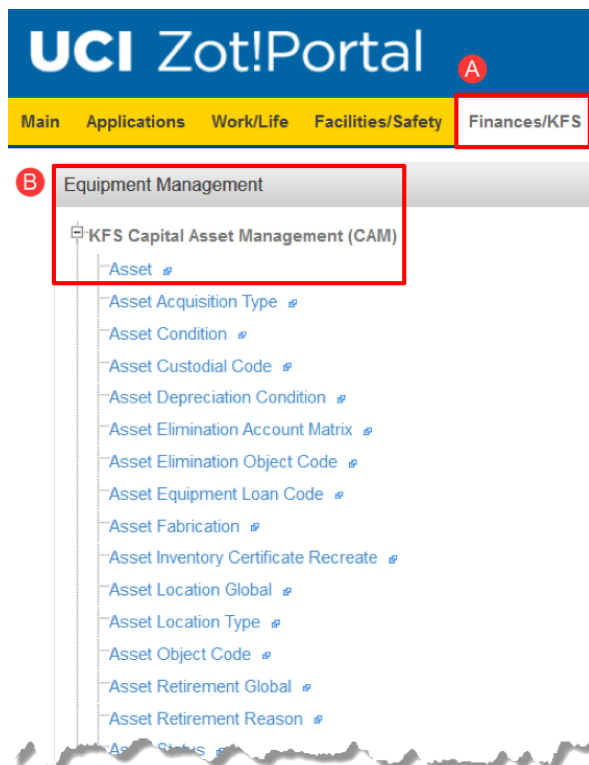 UCI Zot!Portal
A
Main Applications Work/Life Facilities/Safety Finances/KFS
B
Equipment Management
KFS Capital Asset Management (CAM)
Asset
Asset Acquisition Type
Asset Condition
Asset Custodial Code
Asset Depreciation Condition
Asset Elimination Account Matrix
Asset Elimination Object Code
Asset Equipment Loan Code
Asset Fabrication
Asset Inventory Certificate Recreate
Asset Location Global
Asset Location Type
Asset Object Code
Asset Retirement Global
Asset Retirement Reason
Asset Status